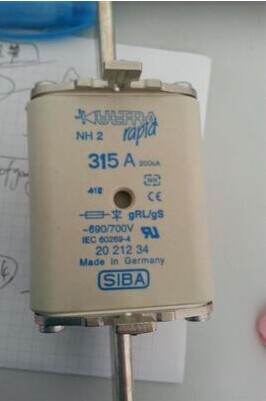 ULTRA
rapid
NH 2
315 A 200kA
412
CE
gRL/gS
~690/700V
IEC 60269-4
20 212 34
Made in Germany
SIBA